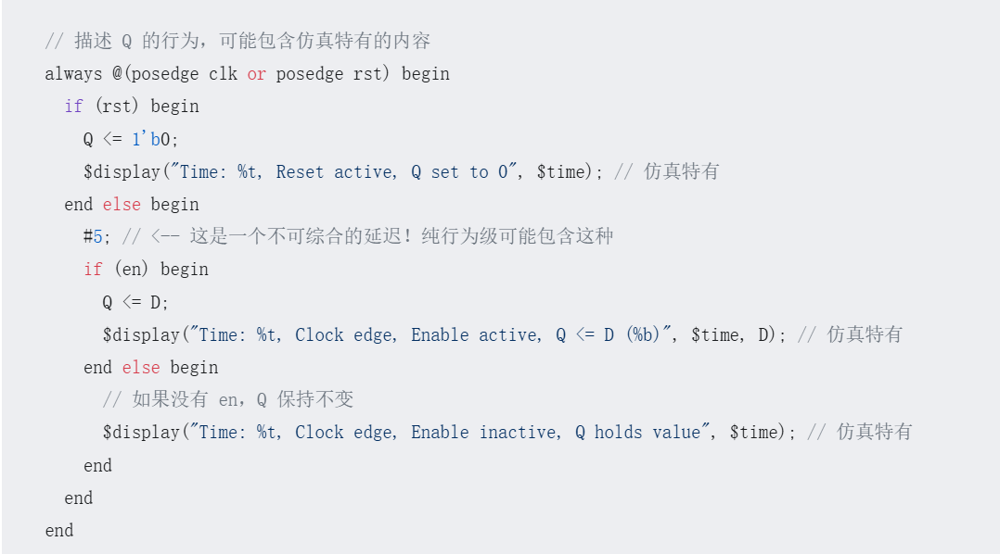 // 描述 Q 的行为，可能包含仿真特有的内容
always @(posedge clk or posedge rst) begin
  if (rst) begin
    Q <= 1'b0;
    $display("Time: %t, Reset active, Q set to 0", $time); // 仿真特有
  end else begin
    #5; // <-- 这是一个不可综合的延迟！纯行为级可能包含这种
    if (en) begin
      Q <= D;
      $display("Time: %t, Clock edge, Enable active, Q <= D (%b)", $time, D); // 仿真特有
    end else begin
      // 如果没有 en，Q 保持不变
      $display("Time: %t, Clock edge, Enable inactive, Q holds value", $time); // 仿真特有
    end
  end
end